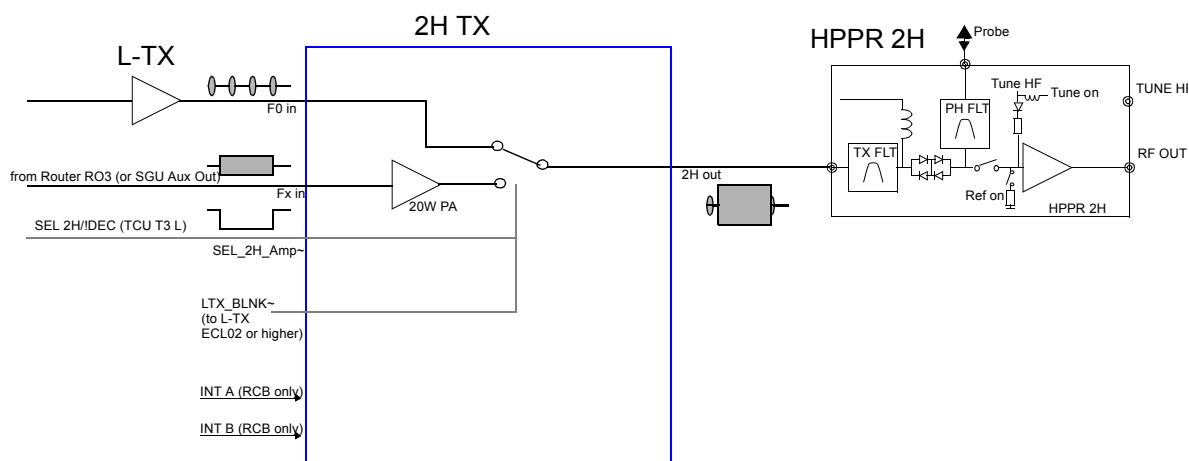 2H TX
L-TX
HPPR 2H
Probe
F0 in
Tune HF
Tune on
TUNE HF
PH FLT
TX FLT
RF OUT
from Router RO3 (or SGU Aux Out)
Fx in
20W PA
2H out
Ref on
HPPR 2H
SEL 2H/!DEC (TCU T3 L)
SEL_2H_Amp~
LTX_BLNK~
(to L-TX
ECL02 or higher)
INT A (RCB only)
INT B (RCB only)